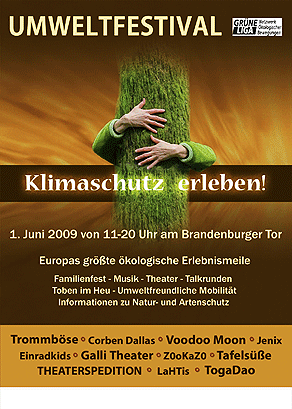 UMWELTFESTIVAL
GRÜNE LIGA
Netzwerk
Ökologischer
Bewegungen
Klimaschutz erleben!
1. Juni 2009 von 11-20 Uhr am Brandenburger Tor
Europas größte ökologische Erlebnismeile
Familienfest - Musik - Theater - Talkrunden
Toben im Heu - Umweltfreundliche Mobilität
Informationen zu Natur- und Artenschutz
Trommböse • Corben Dallas • Voodoo Moon • Jenix
Einradkids • Galli Theater • ZOoKaZO • Tafelsüße
THEATERSPEDITION • LaHTis • TogaDao